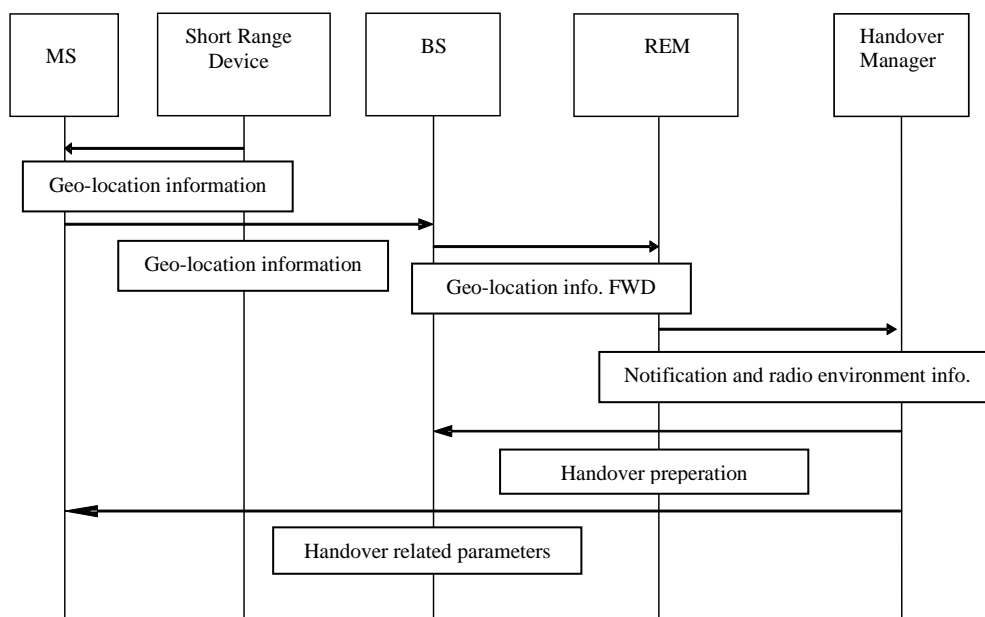 MS
Short Range
Device
BS
REM
Handover
Manager
Geo-location information
Geo-location information
Geo-location info. FWD
Notification and radio environment info.
Handover preperation
Handover related parameters